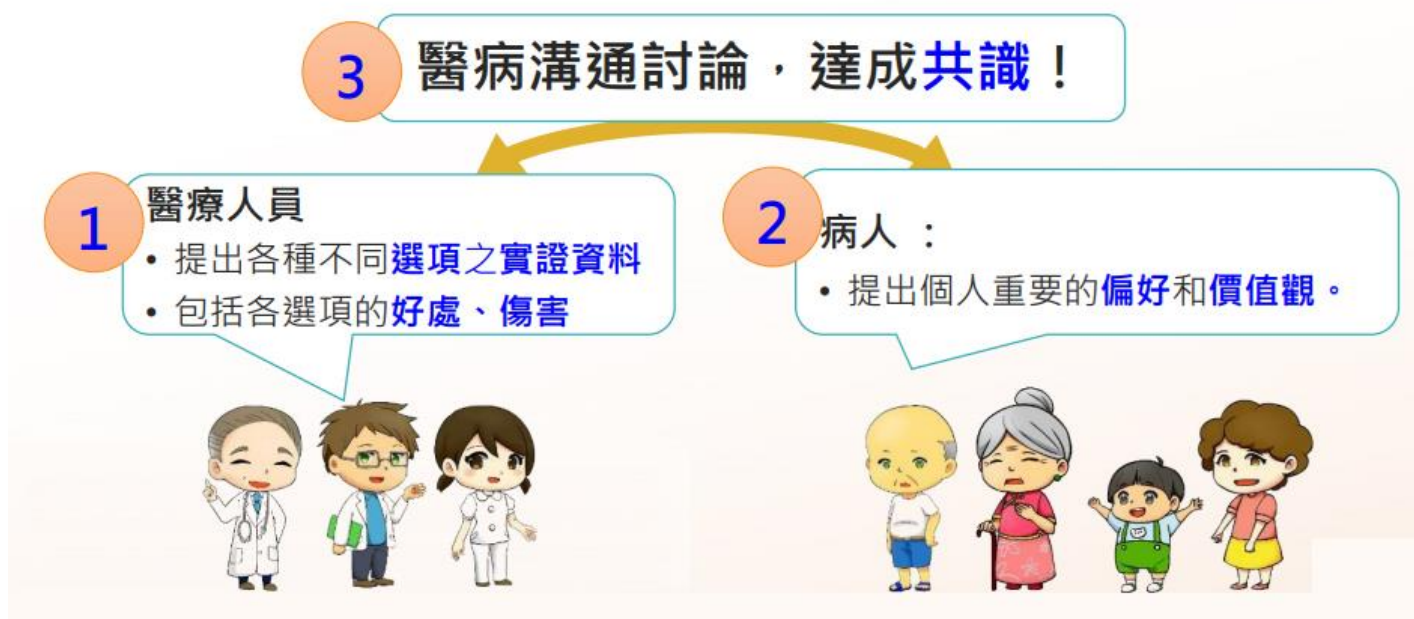 3
醫病溝通討論，達成共識！
1
醫療人員
• 提出各種不同選項之實證資料
• 包括各選項的好處、傷害
2
病人 ：
• 提出個人重要的偏好和價值觀。